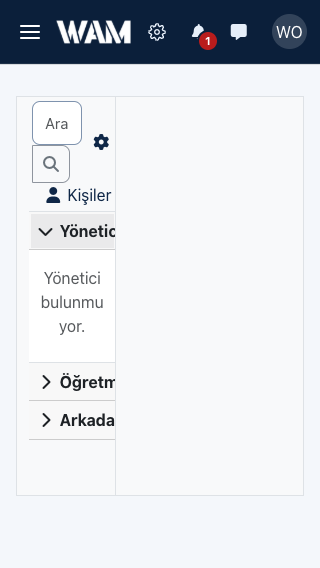 WAM
1
WO
Ara
Kişiler
Yönetic
Yönetici
bulunmu
yor.
Öğretm
Arkada